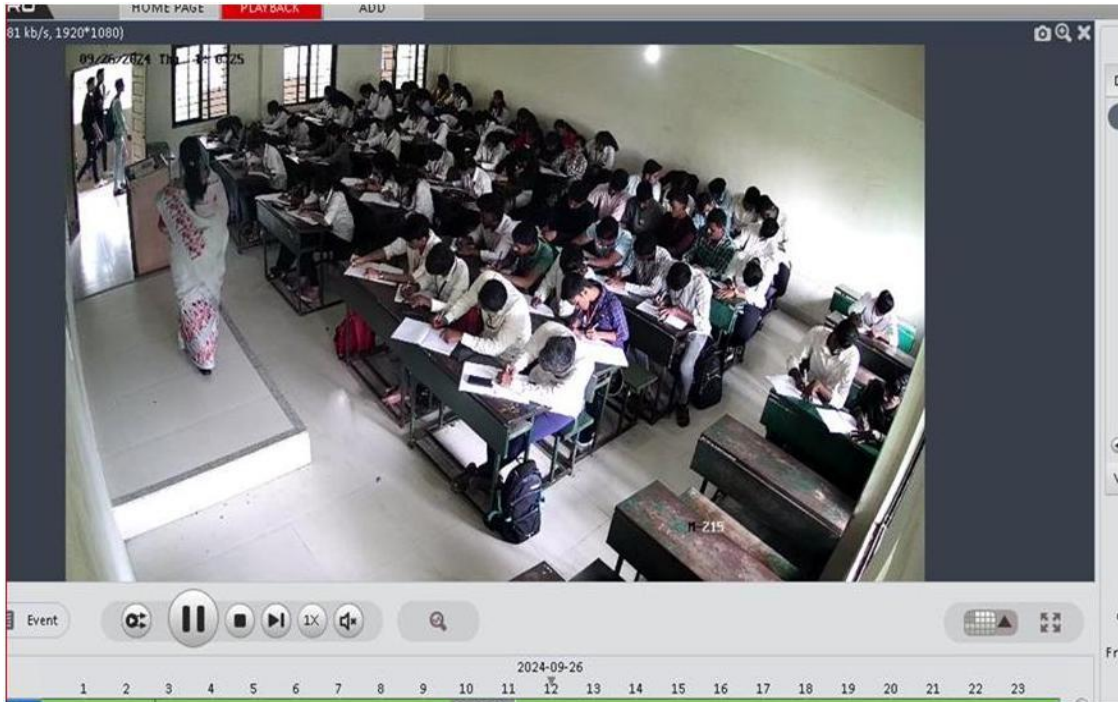 HOME PAGE PLAYBACK ADD
81 kb/s, 1920*1080)
09/26/2024 Thu
M-215
Event
1X
2024-09-26
1 2 3 4 5 6 7 8 9 10 11 12 13 14 15 16 17 18 19 20 21 22 23